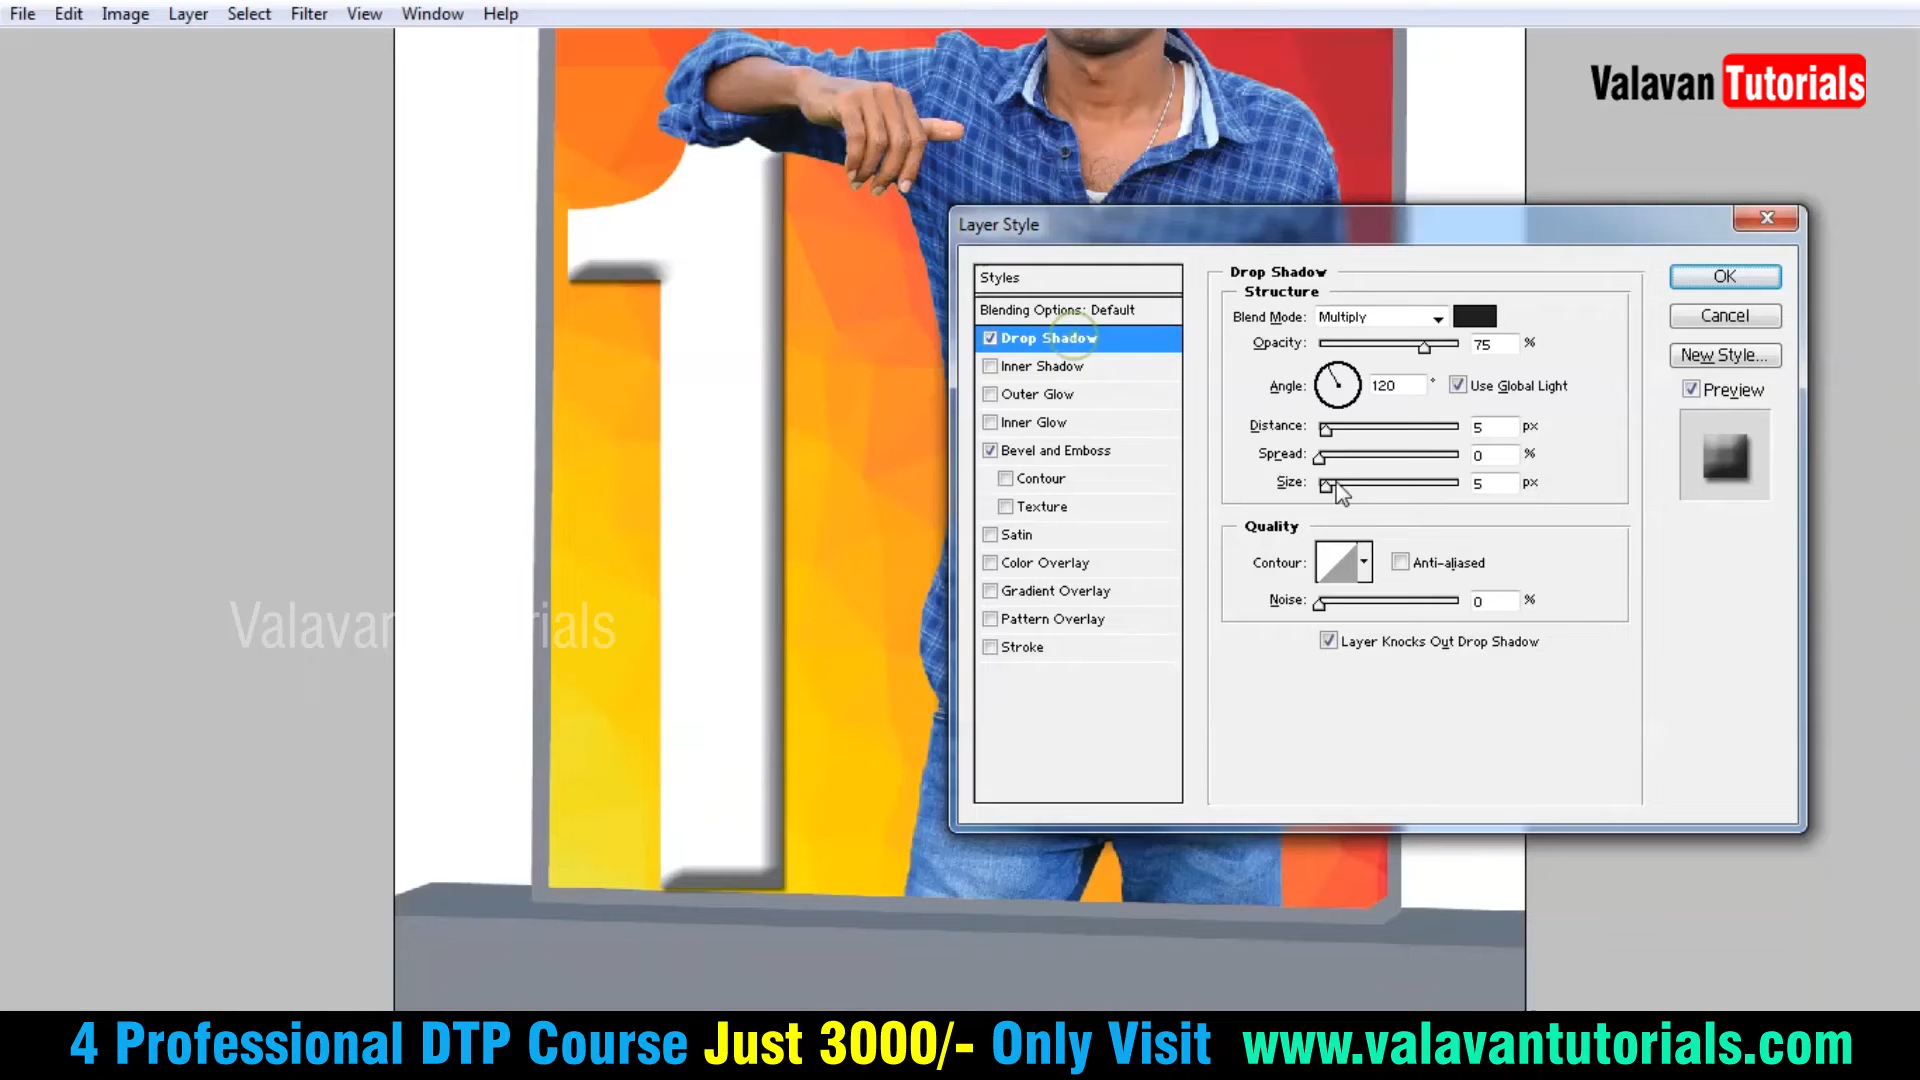 File Edit Image Layer Select Filter View Window Help
Valavan Tutorials
1
Layer Style
Styles
Blending Options: Default
Drop Shadow
Inner Shadow
Outer Glow
Inner Glow
Bevel and Emboss
Contour
Texture
Satin
Color Overlay
Gradient Overlay
Pattern Overlay
Stroke
Drop Shadow
Structure
Blend Mode: Multiply
Opacity: 75 %
Angle: 120 ° Use Global Light
Distance: 5 px
Spread: 0 %
Size: 5 px
Quality
Contour: Anti-aliased
Noise: 0 %
Layer Knocks Out Drop Shadow
OK
Cancel
New Style...
Preview
4 Professional DTP Course Just 3000/- Only Visit www.valavantutorials.com